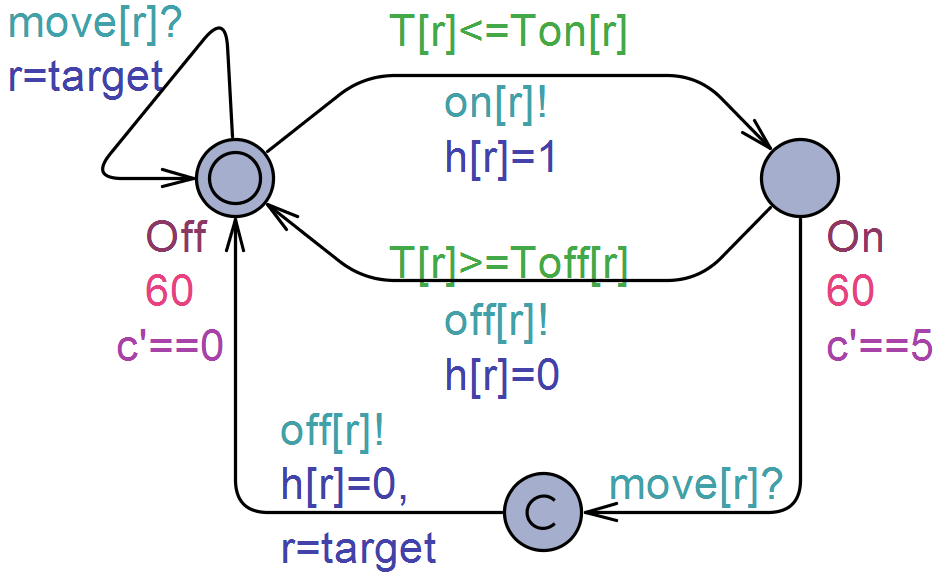 move[r]?
r=target
T[r]<=Ton[r]
on[r]!
h[r]=1
Off
60
c'==0
T[r]>=Toff[r]
off[r]!
h[r]=0
On
60
c'==5
off[r]!
h[r]=0,
r=target
C
move[r]?